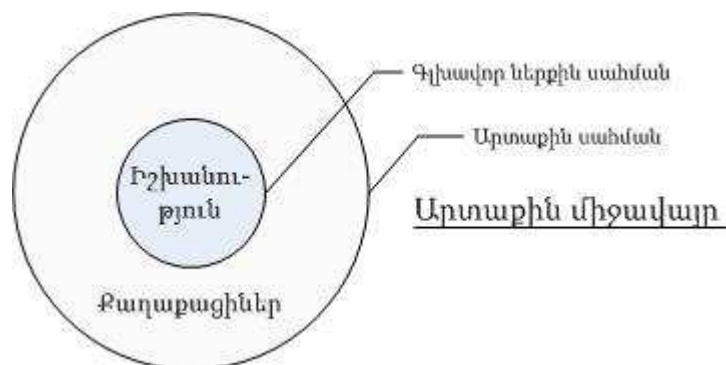 Գլխավոր ներքին սահման
Արտաքին սահման
Իշխանու-
թյուն
Արտաքին միջավայր
Քաղաքացիներ